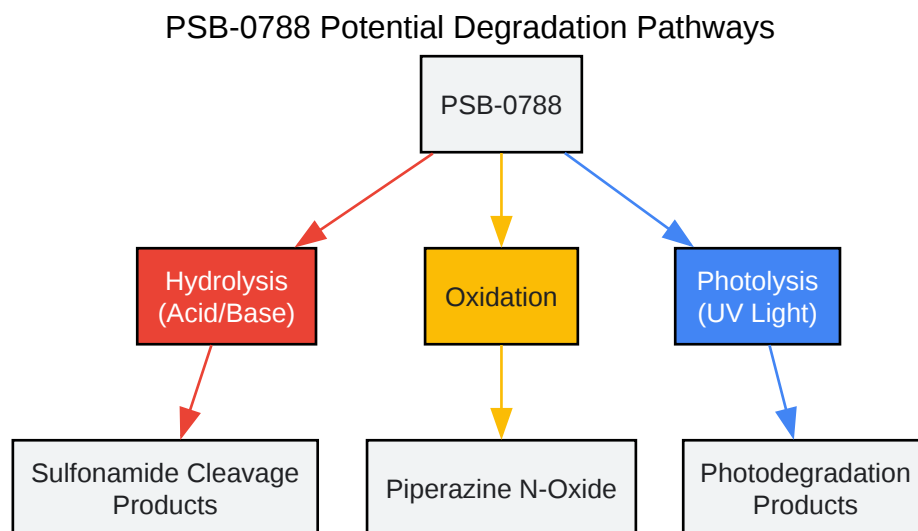 PSB-0788 Potential Degradation Pathways
PSB-0788
Hydrolysis
(Acid/Base)
Oxidation
Photolysis
(UV Light)
Sulfonamide Cleavage
Products
Piperazine N-Oxide
Photodegradation
Products